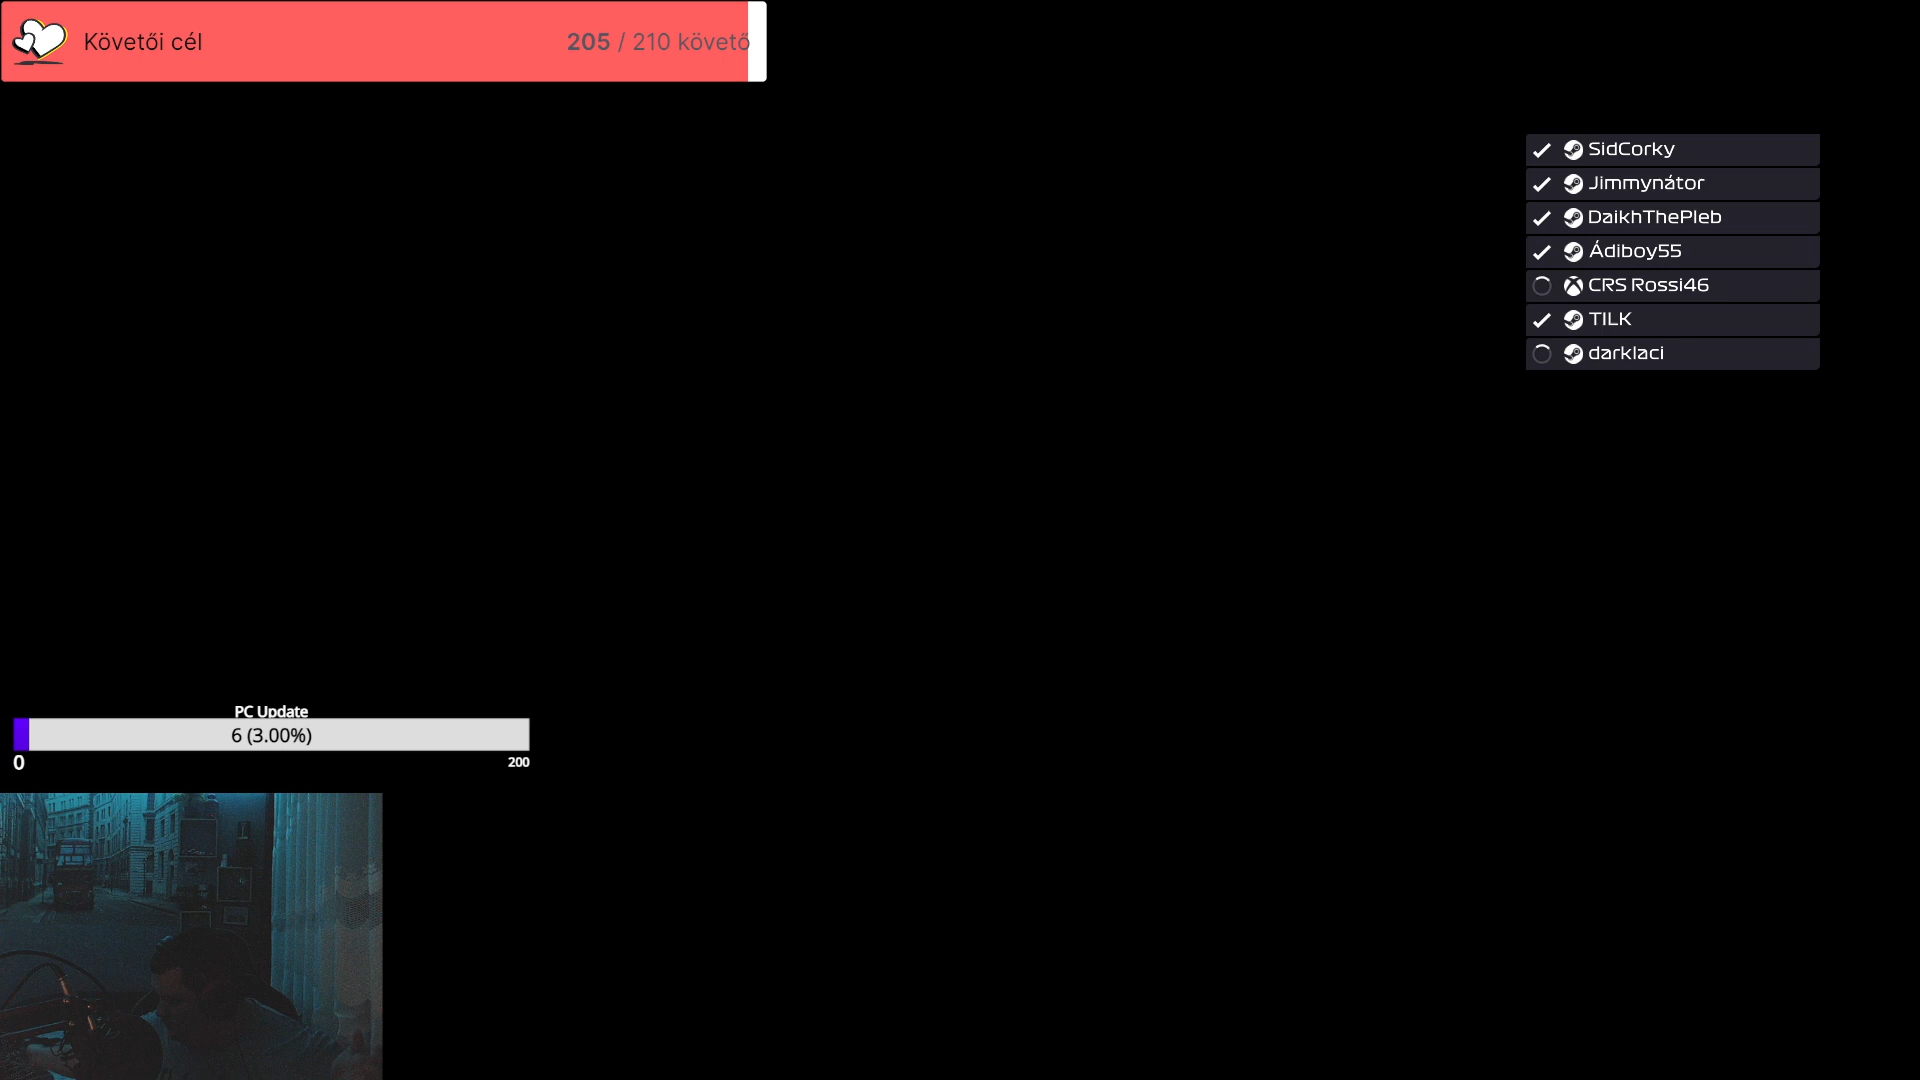 Követői cél
205 / 210 követő
SidCorky
Jimmynátor
DaikhThePleb
Ádiboy55
CRS Rossi46
TILK
darklaci
PC Update
6 (3.00%)
0
200